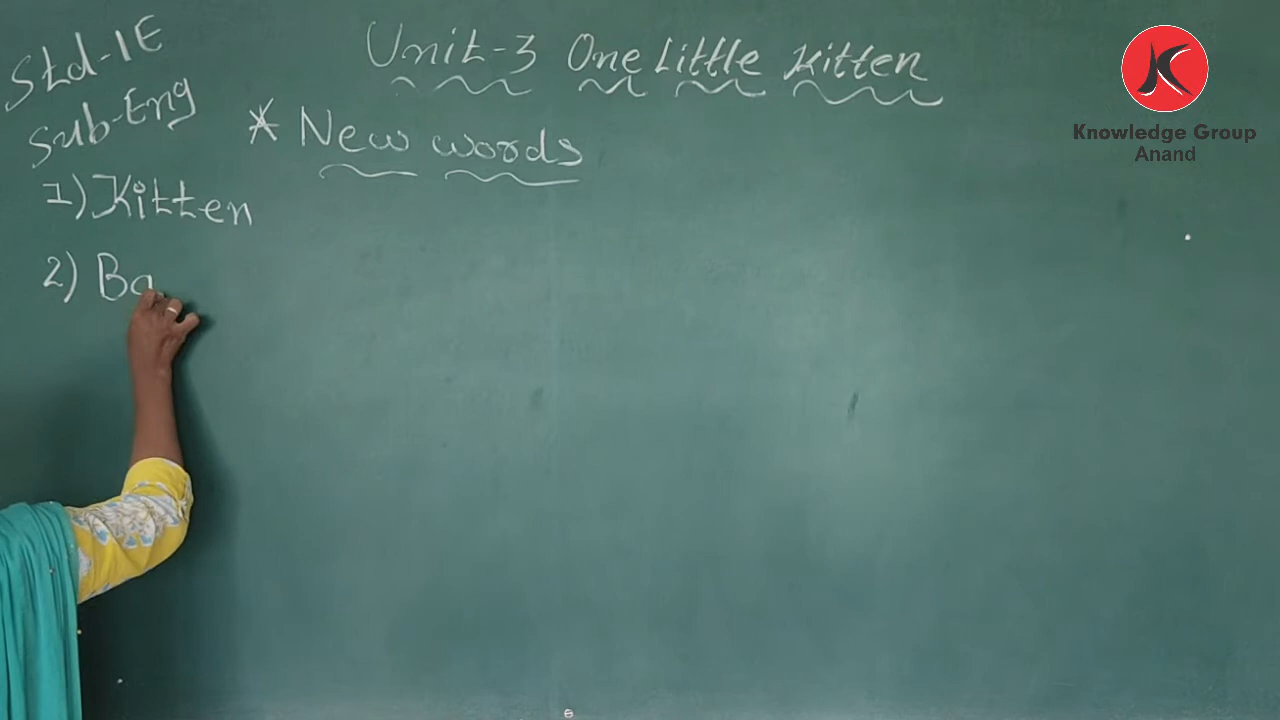 Std-1E
Sub-Eng
Unit-3 One Little Kitten
* New words
1) Kitten
2) Ba
Knowledge Group
Anand